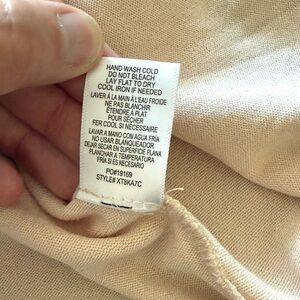 HAND WASH COLD
DO NOT BLEACH
LAY FLAT TO DRY
COOL IRON IF NEEDED
LAVER À LA MAIN À L'EAU FROIDE
NE PAS BLANCHIR
ÉTENDRE À PLAT
POUR SÉCHER
FER COOL SI NÉCESSAIRE
LAVAR A MANO CON AGUA FRÍA
NO USAR BLANQUEADOR
DEJAR SECAR EN SUPERFICIE PLANA
PLANCHAR A TEMPERATURA
FRÍA SI ES NECESARIO
PO#19169
STYLE# XT8KA7C